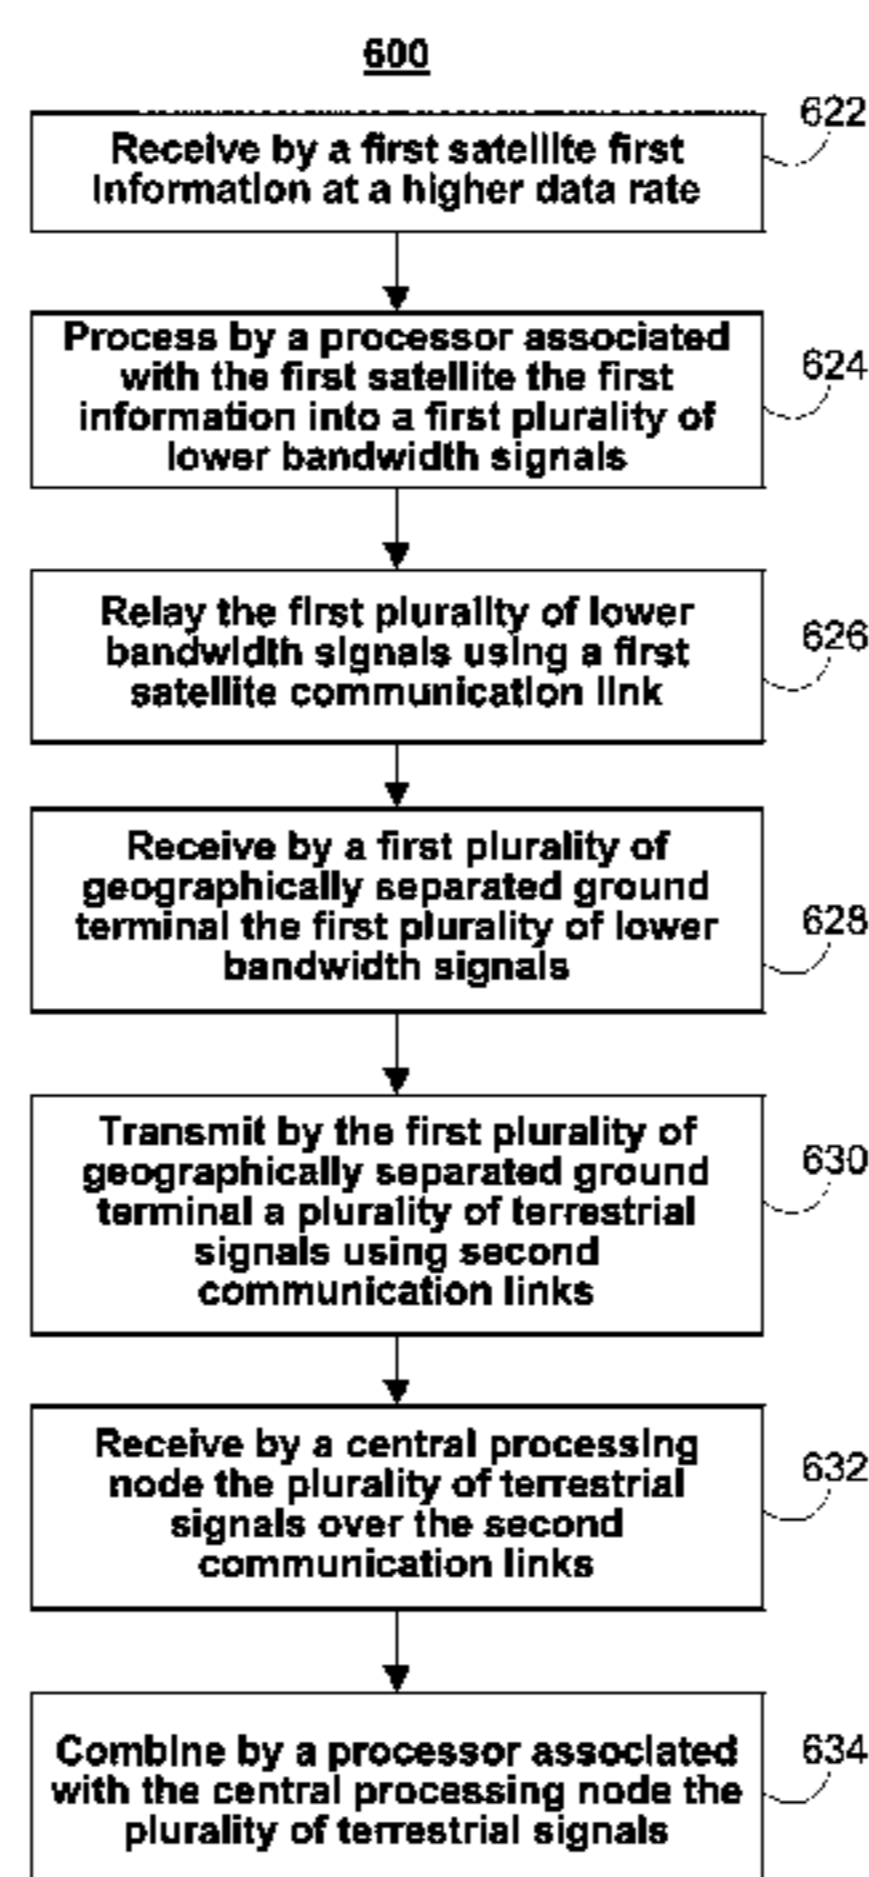 600
622
Receive by a first satellite first
Information at a higher data rate
624
Process by a processor associated
with the first satellite the first
information into a first plurality of
lower bandwidth signals
626
Relay the first plurality of lower
bandwidth signals using a first
satellite communication link
628
Receive by a first plurality of
geographically separated ground
terminal the first plurality of lower
bandwidth signals
630
Transmit by the first plurality of
geographically separated ground
terminal a plurality of terrestrial
signals using second
communication links
632
Receive by a central processing
node the plurality of terrestrial
signals over the second
communication links
634
Combine by a processor associated
with the central processing node the
plurality of terrestrial signals